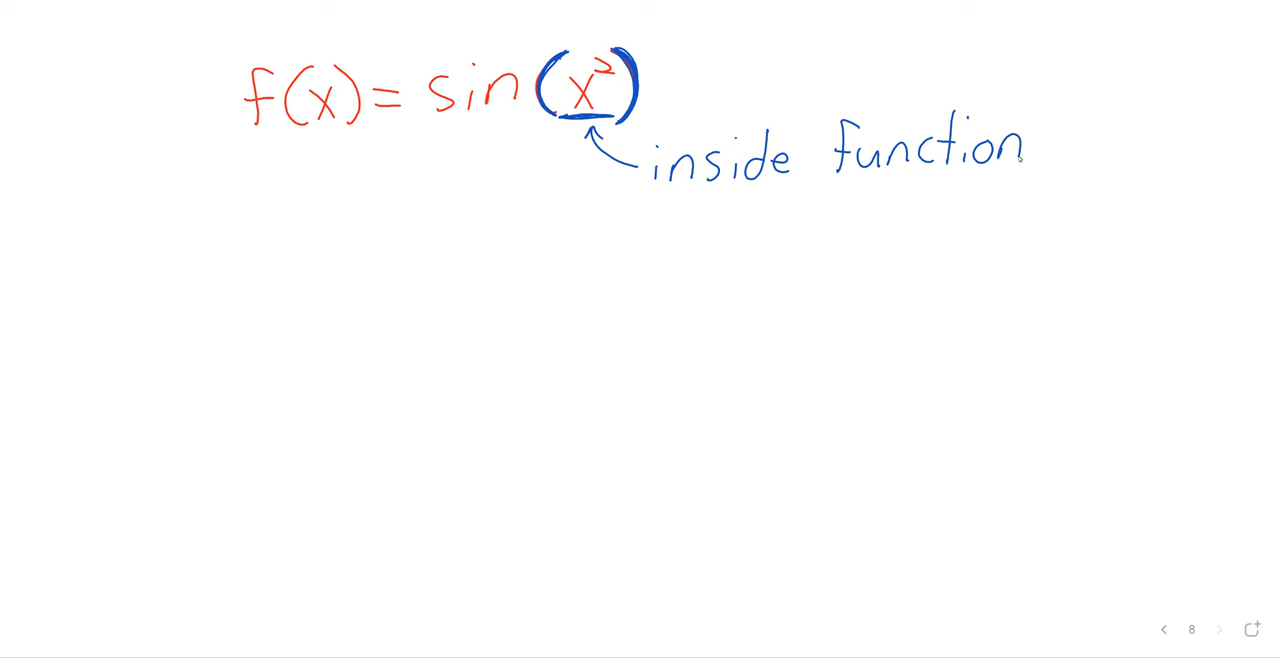 f(x) = sin(x²)
inside function
8